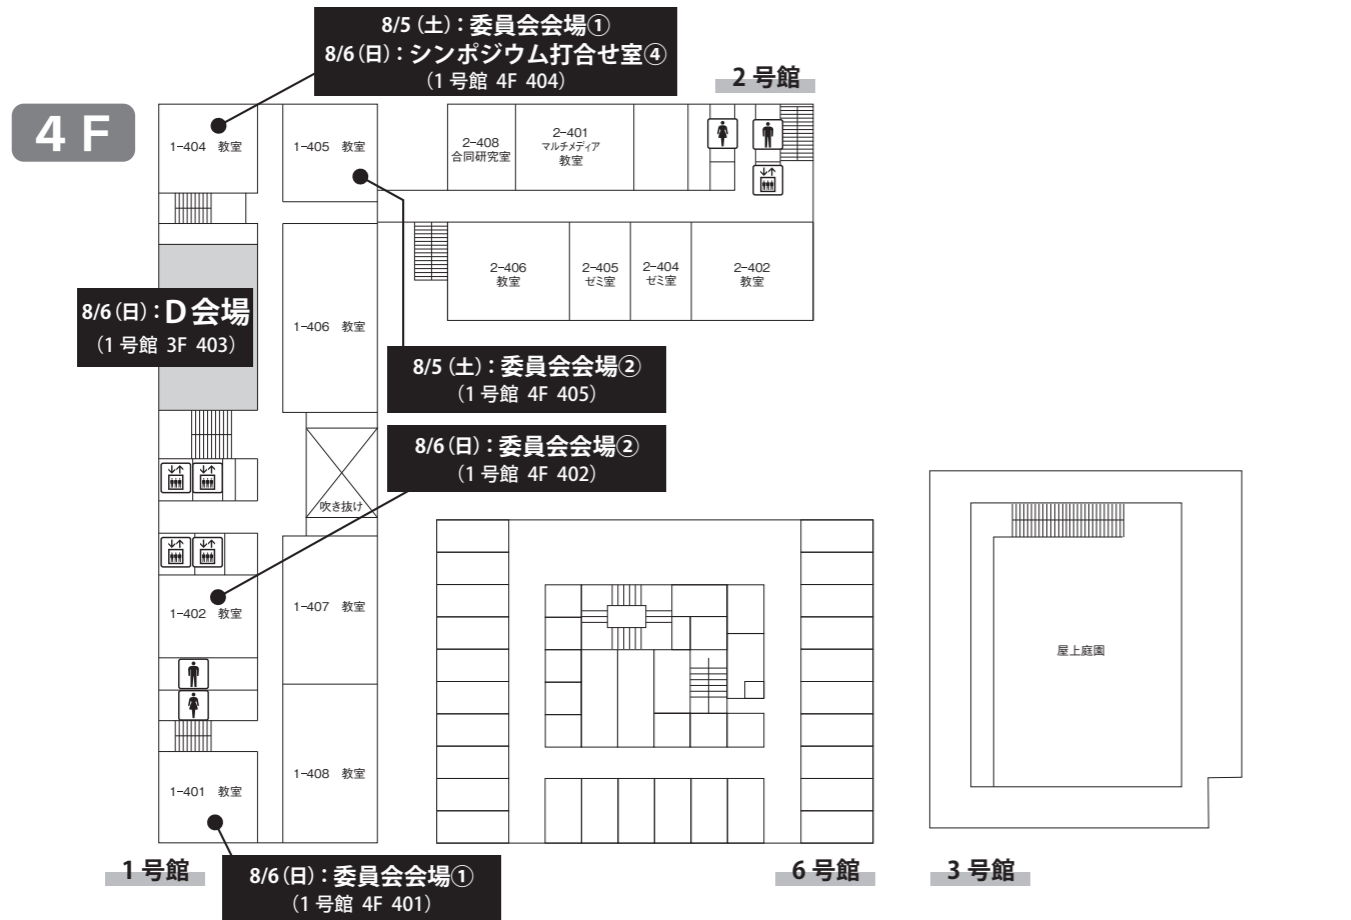 8/5（土）：委員会会場①
8/6（日）：シンポジウム打合せ室④
（1 号館 4F 404）
2 号館
4 F
1-404 教室
1-405 教室
2-408
合同研究室
2-401
マルチメディア
教室
2-406
教室
2-405
ゼミ室
2-404
ゼミ室
2-402
教室
8/6（日）：D 会場
（1 号館 3F 403）
1-406 教室
8/5（土）：委員会会場②
（1 号館 4F 405）
8/6（日）：委員会会場②
（1 号館 4F 402）
吹き抜け
1-402 教室
1-407 教室
屋上庭園
1-408 教室
1-401 教室
1 号館
8/6（日）：委員会会場①
（1 号館 4F 401）
6 号館
3 号館